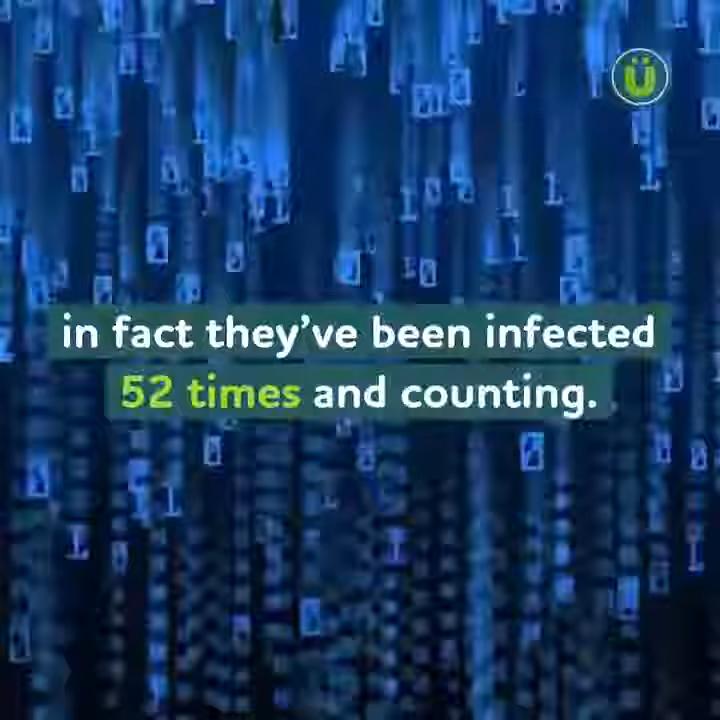 Ü
in fact they've been infected
52 times and counting.